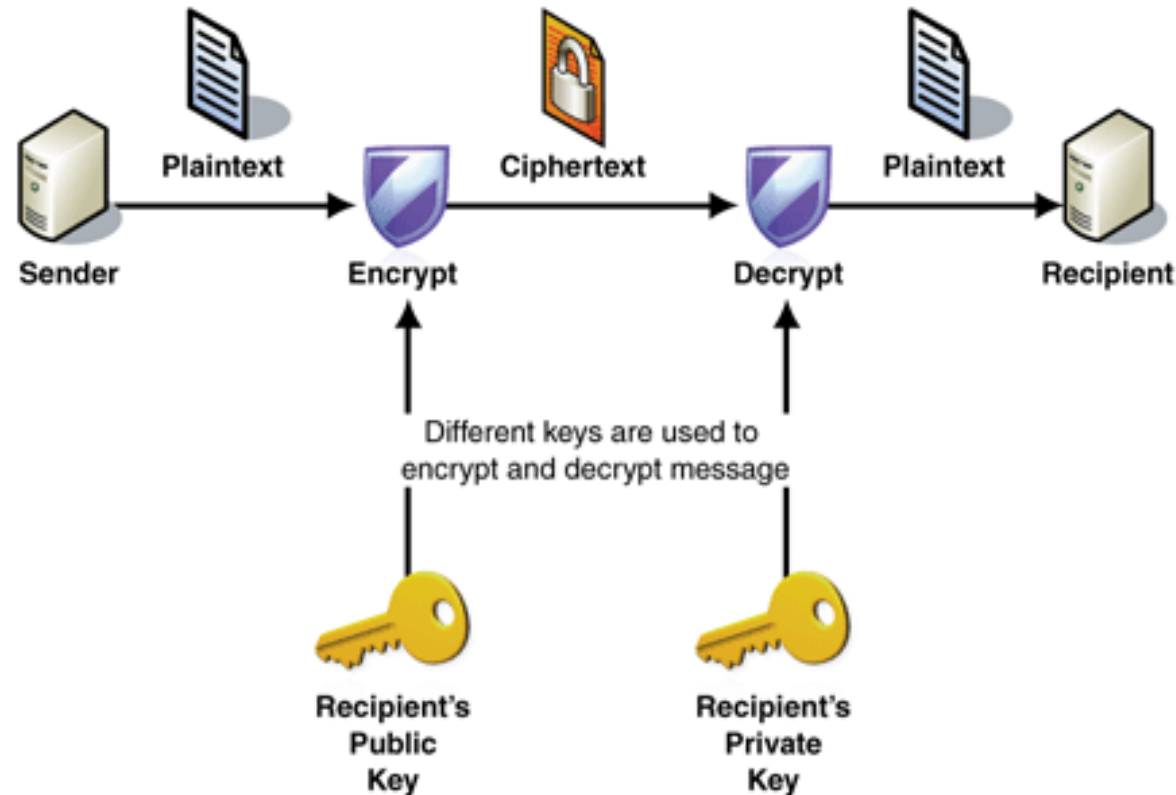 Plaintext
Ciphertext
Plaintext
Sender
Encrypt
Decrypt
Recipient
Different keys are used to
encrypt and decrypt message
Recipient's
Public
Key
Recipient's
Private
Key